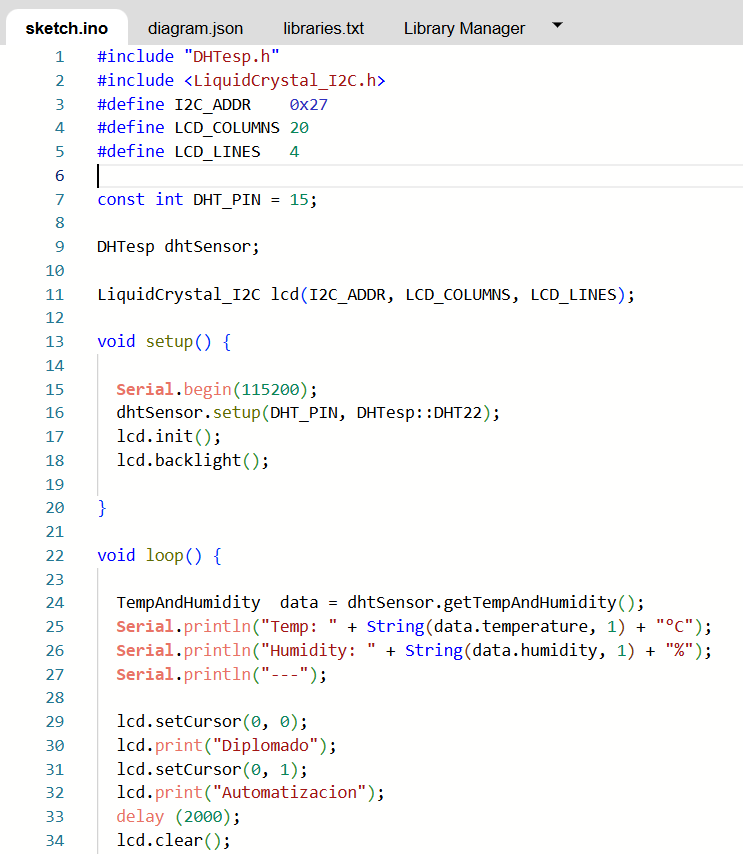 sketch.ino diagram.json libraries.txt Library Manager
1 #include "DHTesp.h"
2 #include <LiquidCrystal_I2C.h>
3 #define I2C_ADDR    0x27
4 #define LCD_COLUMNS 20
5 #define LCD_LINES   4
6
7 const int DHT_PIN = 15;
8
9 DHTesp dhtSensor;
10
11 LiquidCrystal_I2C lcd(I2C_ADDR, LCD_COLUMNS, LCD_LINES);
12
13 void setup() {
14
15   Serial.begin(115200);
16   dhtSensor.setup(DHT_PIN, DHTesp::DHT22);
17   lcd.init();
18   lcd.backlight();
19
20 }
21
22 void loop() {
23
24   TempAndHumidity  data = dhtSensor.getTempAndHumidity();
25   Serial.println("Temp: " + String(data.temperature, 1) + "°C");
26   Serial.println("Humidity: " + String(data.humidity, 1) + "%");
27   Serial.println("---");
28
29   lcd.setCursor(0, 0);
30   lcd.print("Diplomado");
31   lcd.setCursor(0, 1);
32   lcd.print("Automatizacion");
33   delay (2000);
34   lcd.clear();